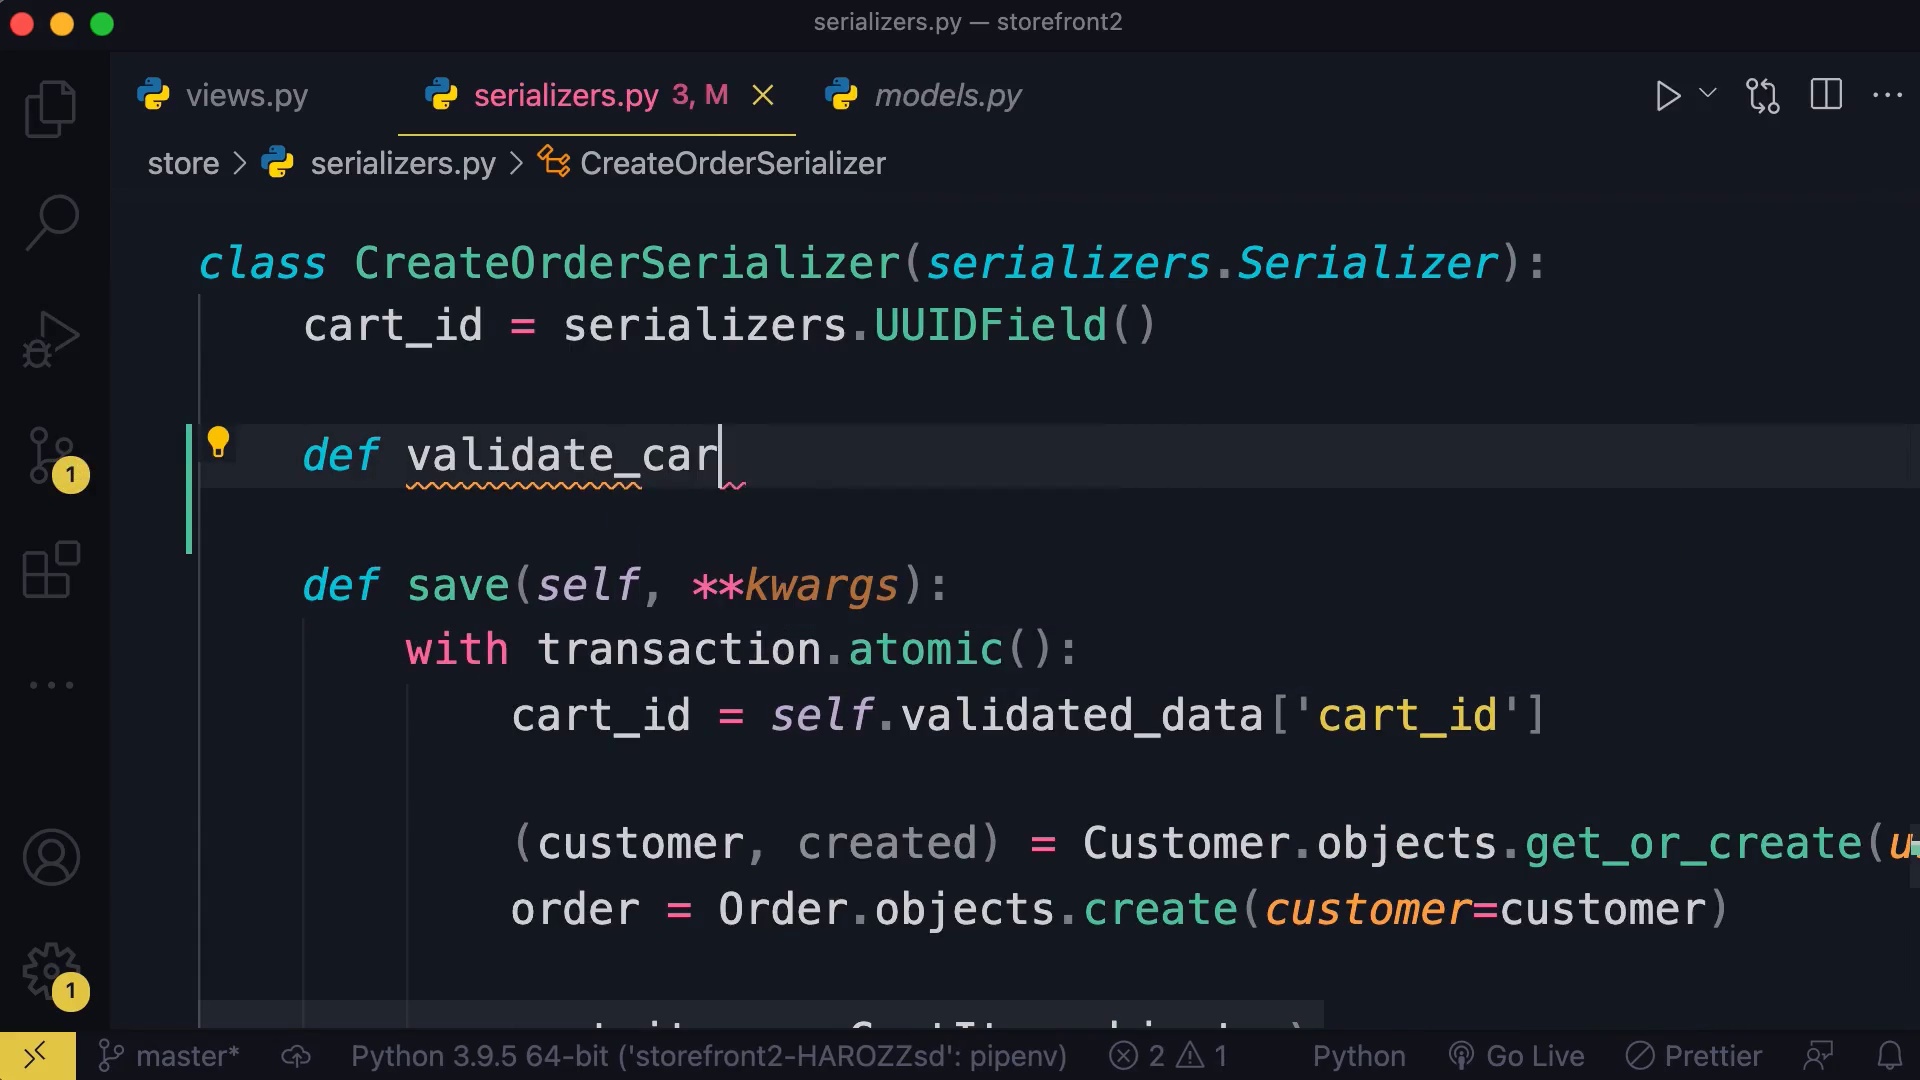 serializers.py — storefront2
views.py serializers.py 3, M models.py
store > serializers.py > CreateOrderSerializer
class CreateOrderSerializer(serializers.Serializer):
cart_id = serializers.UUIDField()
def validate_car
def save(self, **kwargs):
with transaction.atomic():
cart_id = self.validated_data['cart_id']
(customer, created) = Customer.objects.get_or_create(u
order = Order.objects.create(customer=customer)
1
1
master* Python 3.9.5 64-bit ('storefront2-HAROZZsd': pipenv) 2 1 Python Go Live Prettier